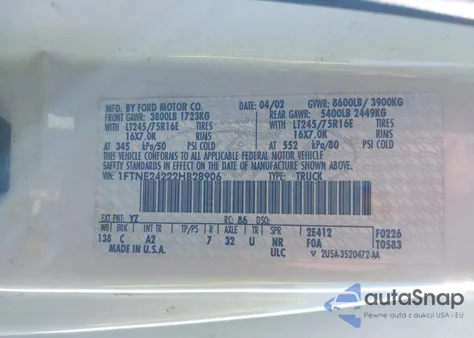 MFD. BY FORD MOTOR CO. 04/02 GVWR: 8600LB/ 3900KG
FRONT GAWR: 3800LB 1723KG REAR GAWR: 5400LB 2449KG
WITH LT245/75R16E TIRES WITH LT245/75R16E TIRES
16X7.0K RIMS 16X7.0K RIMS
AT 345 kPa/50 PSI COLD AT 552 kPa/80 PSI COLD
THIS VEHICLE CONFORMS TO ALL APPLICABLE FEDERAL MOTOR VEHICLE
SAFETY STANDARDS IN EFFECT ON THE DATE OF MANUFACTURE SHOWN ABOVE.
VEH. IDENT. NO.: 1FTNE24222HB28906
TYPE: TRUCK
EXT PNT: YZ RC: 86 DSO:
WB BRK INT TR TP/PS R AXLE TR SPR 2E412 F0226
138 C A2 7 32 U NR F0A T0583
MADE IN U.S.A. ULC 2U5A-3520472-AA
autaSnap
Pewne auta z aukcji USA i EU